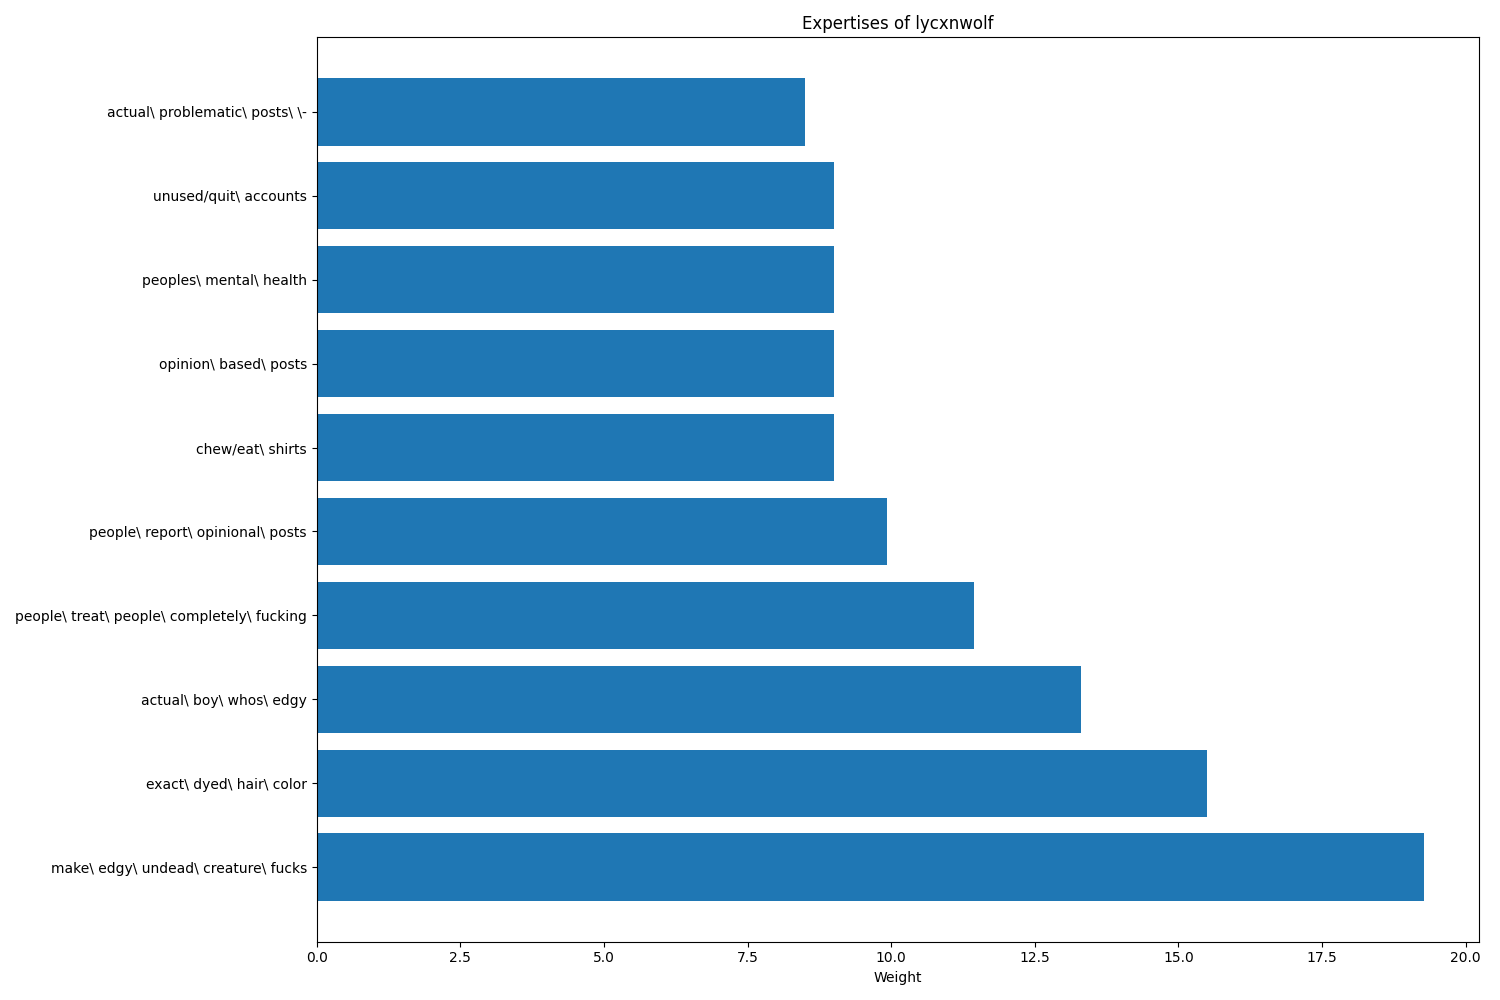 Expertises of lycxnwolf
actual\ problematic\ posts\ \-
unused/quit\ accounts
peoples\ mental\ health
opinion\ based\ posts
chew/eat\ shirts
people\ report\ opinional\ posts
people\ treat\ people\ completely\ fucking
actual\ boy\ whos\ edgy
exact\ dyed\ hair\ color
make\ edgy\ undead\ creature\ fucks
0.0 2.5 5.0 7.5 10.0 12.5 15.0 17.5 20.0
Weight